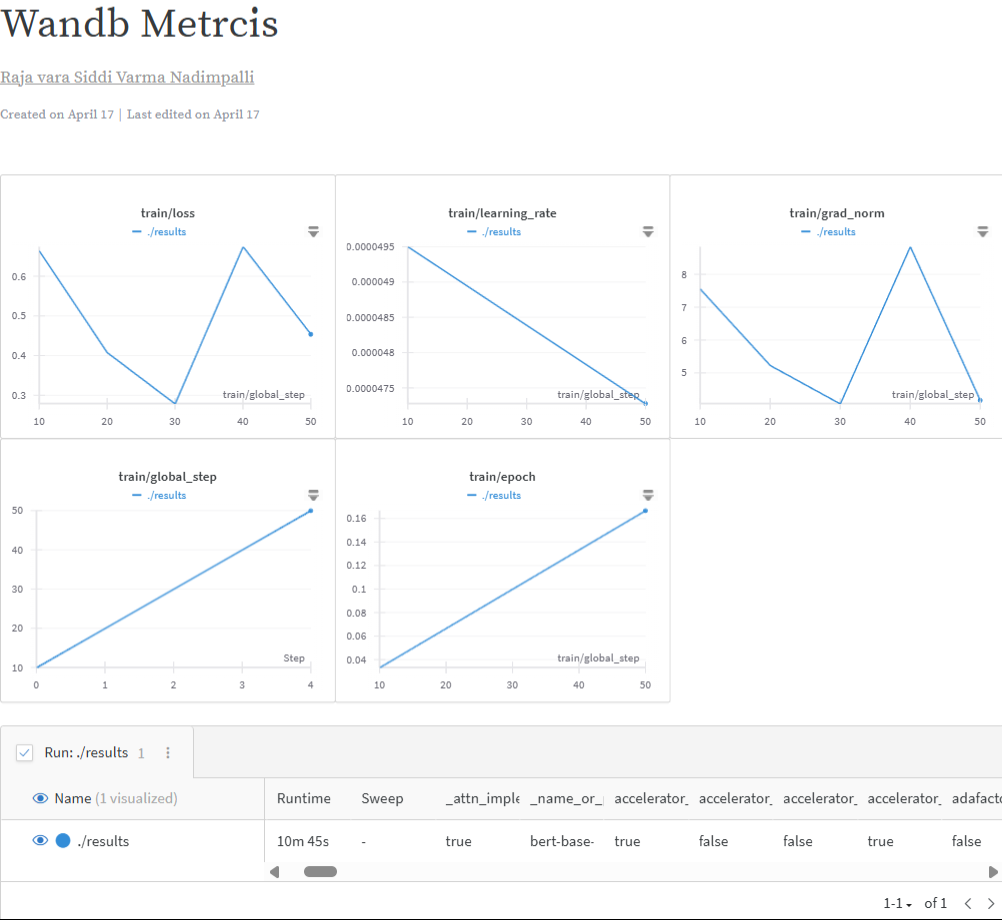 Wandb Metrcis
Raja vara Siddi Varma Nadimpalli
Created on April 17 | Last edited on April 17
train/loss
./results
0.6
0.5
0.4
0.3
train/global_step
10 20 30 40 50
train/learning_rate
./results
0.0000495
0.000049
0.0000485
0.000048
0.0000475
train/global_step
10 20 30 40 50
train/grad_norm
./results
8
7
6
5
train/global_step
10 20 30 40 50
train/global_step
./results
50
40
30
20
10
Step
0 1 2 3 4
train/epoch
./results
0.16
0.14
0.12
0.1
0.08
0.06
0.04
train/global_step
10 20 30 40 50
Run: ./results 1
Name (1 visualized) Runtime Sweep _attn_imple _name_or_ accelerator_ accelerator_ accelerator_ accelerator_ adafacto
./results 10m 45s - true bert-base- true false false true false
1-1 of 1